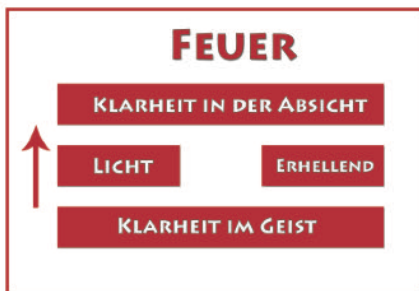 FEUER
KLARHEIT IN DER ABSICHT
LICHT ERHELLEND
KLARHEIT IM GEIST